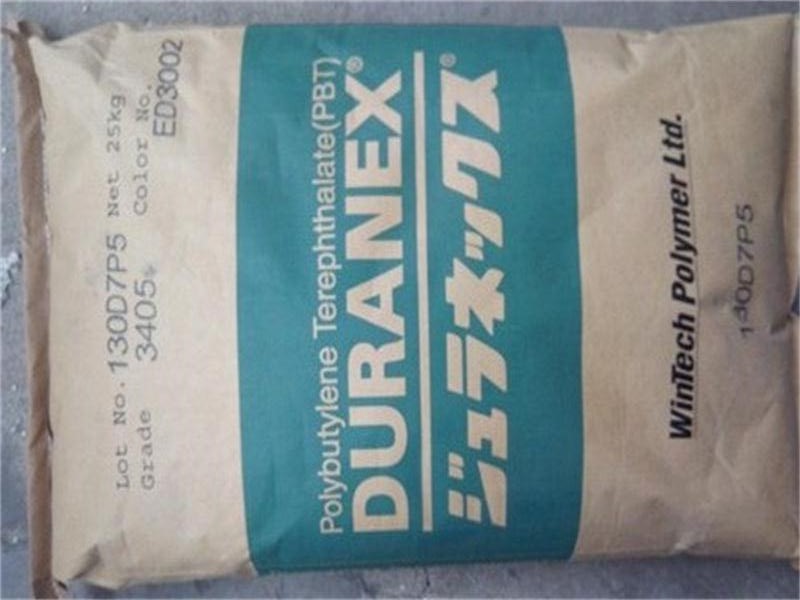 Lot No. 130D7P5 Net 25kg
Grade 3405 Color No.
ED3002
Polybutylene Terephthalate(PBT)
DURANEX®
ジュラネックス®
WinTech Polymer Ltd.
130D7P5